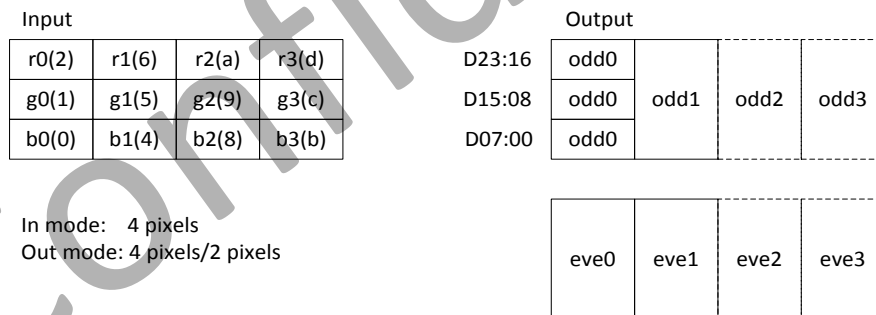 Input
r0(2) r1(6) r2(a) r3(d)
g0(1) g1(5) g2(9) g3(c)
b0(0) b1(4) b2(8) b3(b)
In mode: 4 pixels
Out mode: 4 pixels/2 pixels
Output
D23:16 odd0
D15:08 odd0 odd1 odd2 odd3
D07:00 odd0
eve0 eve1 eve2 eve3